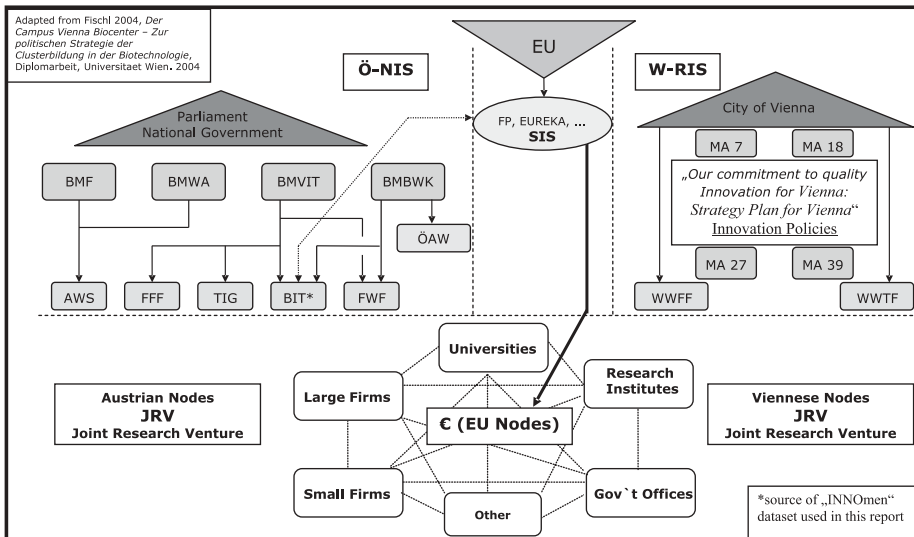 Adapted from Fischl 2004, Der
Campus Vienna Biocenter – Zur
politischen Strategie der
Clusterbildung in der Biotechnologie,
Diplomarbeit, Universitaet Wien. 2004
Ö-NIS
EU
W-RIS
Parliament
National Government
FP, EUREKA, ...
SIS
City of Vienna
BMF
BMWA
BMVIT
BMBWK
ÖAW
AWS
FFF
TIG
BIT*
FWF
MA 7
MA 18
„Our commitment to quality
Innovation for Vienna:
Strategy Plan for Vienna“
Innovation Policies
MA 27
MA 39
WWFF
WWTF
Austrian Nodes
JRV
Joint Research Venture
Universities
Large Firms
Research
Institutes
€ (EU Nodes)
Small Firms
Other
Gov`t Offices
Viennese Nodes
JRV
Joint Research Venture
*source of „INNOmen“
dataset used in this report